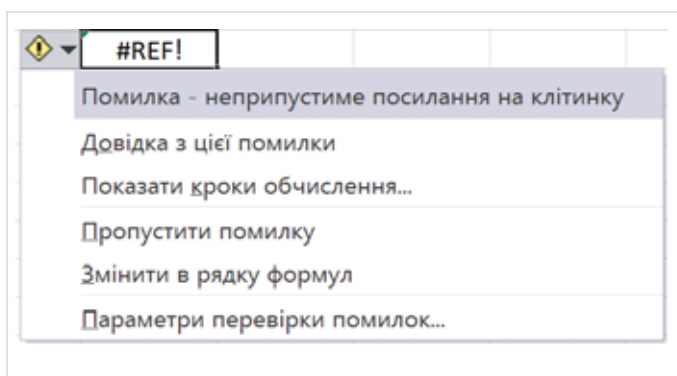 #REF!
Помилка - неприпустиме посилання на клітинку
Довідка з цієї помилки
Показати кроки обчислення...
Пропустити помилку
Змінити в рядку формул
Параметри перевірки помилок...